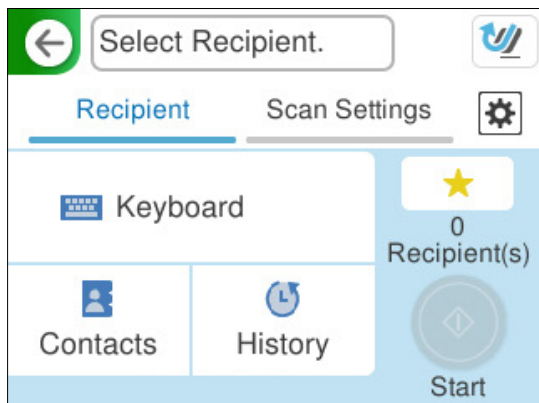 Select Recipient.
Recipient
Scan Settings
Keyboard
0
Recipient(s)
Contacts
History
Start